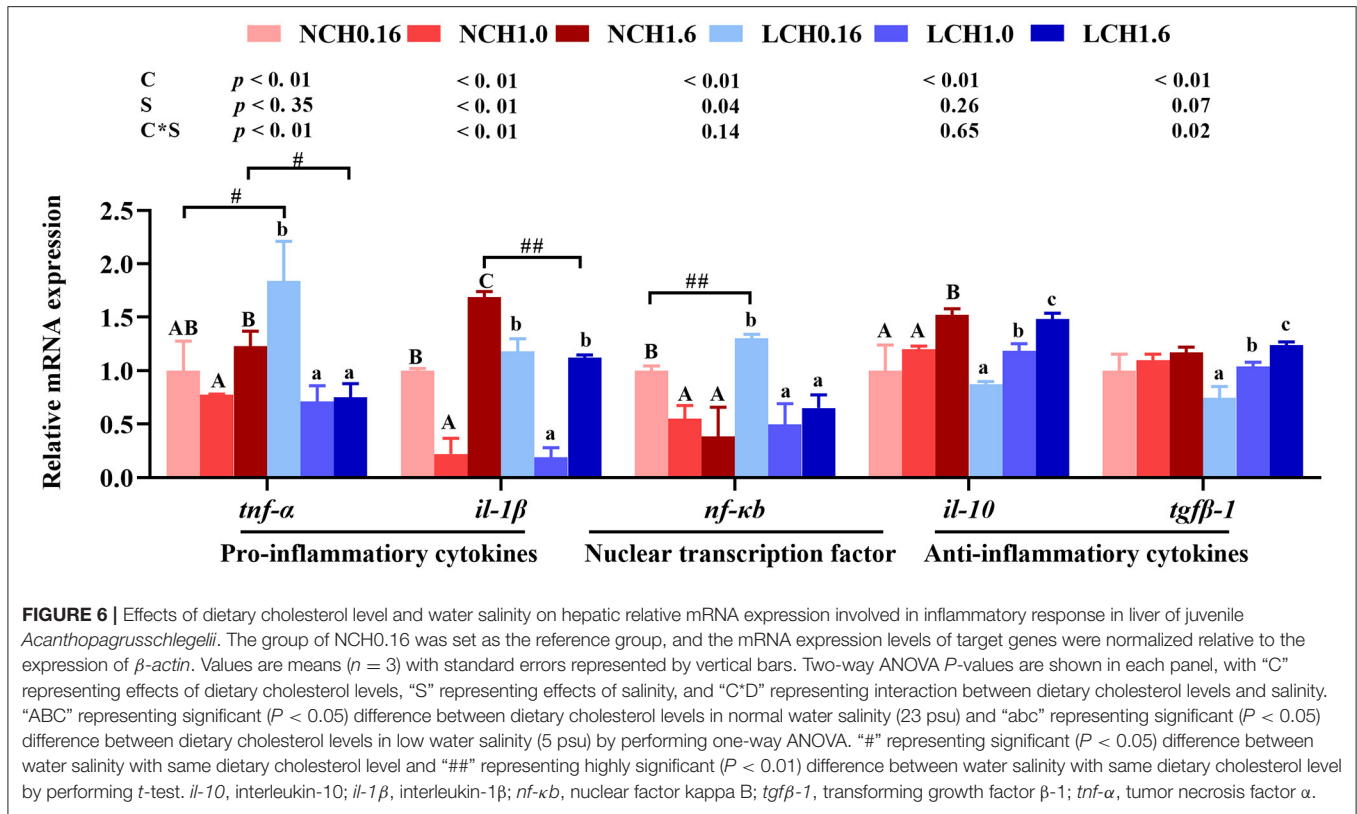 NCH0.16 NCH1.0 NCH1.6 LCH0.16 LCH1.0 LCH1.6
C p < 0. 01 < 0. 01 < 0.01 < 0.01 < 0.01
S p < 0. 35 < 0. 01 0.04 0.26 0.07
C*S p < 0. 01 < 0. 01 0.14 0.65 0.02
#
#
2.5
b
2.0
##
C
##
1.5
B
c
c
AB
B
b
b
b
A
A
b
b
1.0
B
a
a
A
a
a
A
A
a
a
0.5
A
a
0.0
Relative mRNA expression
tnf-α il-1β nf-κb il-10 tgfβ-1
Pro-inflammatiory cytokines Nuclear transcription factor Anti-inflammatiory cytokines
FIGURE 6 | Effects of dietary cholesterol level and water salinity on hepatic relative mRNA expression involved in inflammatory response in liver of juvenile
Acanthopagrusschlegelii. The group of NCH0.16 was set as the reference group, and the mRNA expression levels of target genes were normalized relative to the
expression of β-actin. Values are means (n = 3) with standard errors represented by vertical bars. Two-way ANOVA P-values are shown in each panel, with “C”
representing effects of dietary cholesterol levels, “S” representing effects of salinity, and “C*D” representing interaction between dietary cholesterol levels and salinity.
“ABC” representing significant (P < 0.05) difference between dietary cholesterol levels in normal water salinity (23 psu) and “abc” representing significant (P < 0.05)
difference between dietary cholesterol levels in low water salinity (5 psu) by performing one-way ANOVA. “#” representing significant (P < 0.05) difference between
water salinity with same dietary cholesterol level and “##” representing highly significant (P < 0.01) difference between water salinity with same dietary cholesterol level
by performing t-test. il-10, interleukin-10; il-1β, interleukin-1β; nf-κb, nuclear factor kappa B; tgfβ-1, transforming growth factor β-1; tnf-α, tumor necrosis factor α.